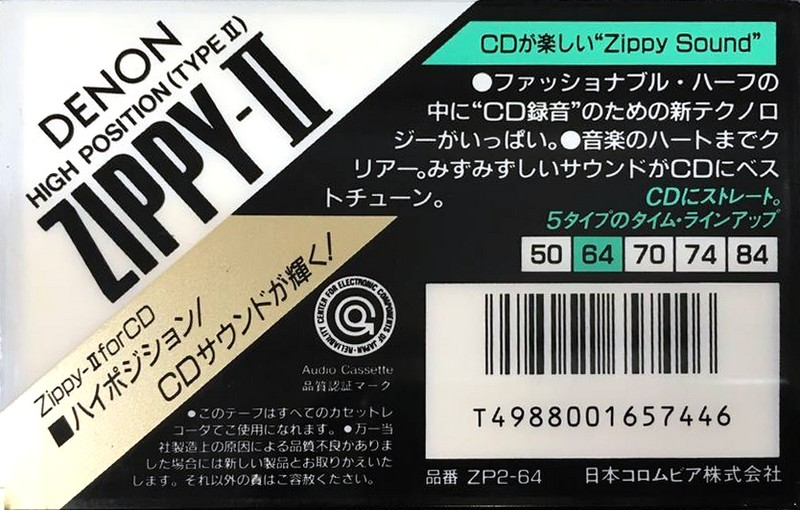 DENON
HIGH POSITION (TYPE II)
ZIPPY-II
Zippy-IIforCD
■ハイポジション/
CDサウンドが輝く!
CDが楽しい“Zippy Sound”
●ファッショナブル・ハーフの
中に“CD録音”のための新テクノロ
ジーがいっぱい。●音楽のハートまでク
リアー。みずみずしいサウンドがCDにベス
トチューン。
CDにストレート。
5タイプのタイム・ラインアップ
50 64 70 74 84
RELIABILITY CENTER FOR ELECTRONIC COMPONENTS OF JAPAN
Audio Cassette
品質認証マーク
●このテープはすべてのカセットレ
コーダでご使用になれます。●万一当
社製造上の原因による品質不良がありま
した場合には新しい製品とお取りかえいた
します。それ以外の責はご容赦ください。
T4988001657446
品番 ZP2-64 日本コロムビア株式会社